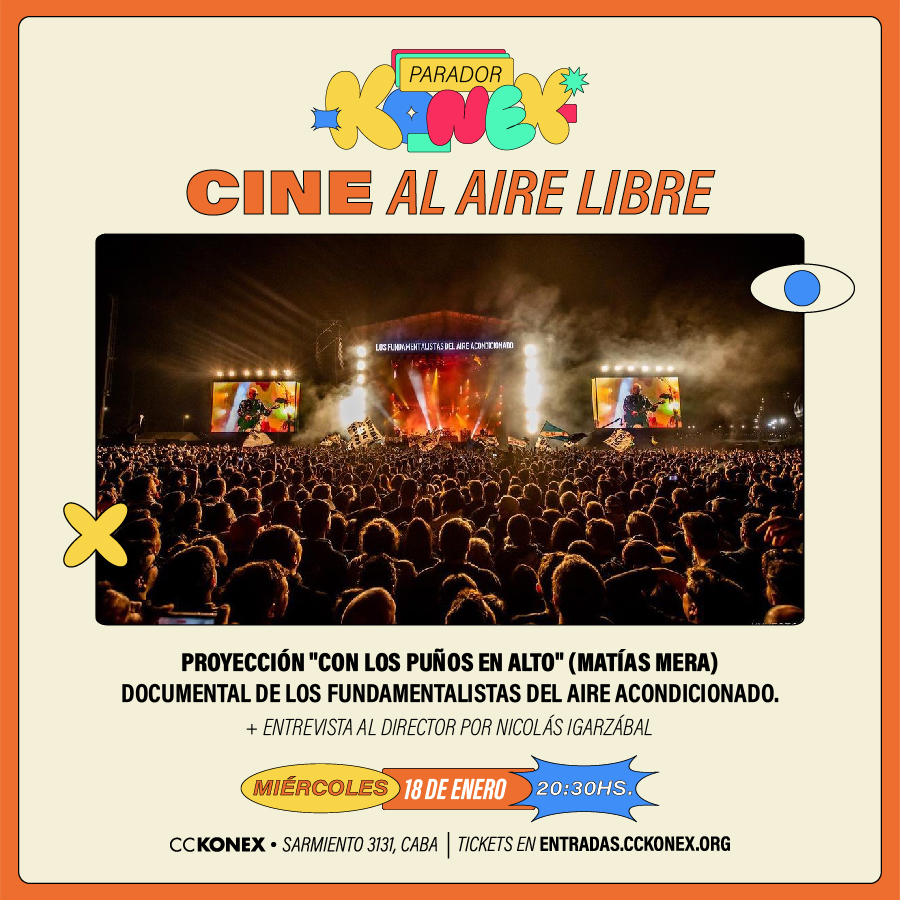 PARADOR
KONEX
CINE AL AIRE LIBRE
LOS FUNDAMENTALISTAS DEL AIRE ACONDICIONADO
PROYECCIÓN "CON LOS PUÑOS EN ALTO" (MATÍAS MERA)
DOCUMENTAL DE LOS FUNDAMENTALISTAS DEL AIRE ACONDICIONADO.
+ ENTREVISTA AL DIRECTOR POR NICOLÁS IGARZÁBAL
MIÉRCOLES 18 DE ENERO 20:30HS.
CCKONEX • SARMIENTO 3131, CABA | TICKETS EN ENTRADAS.CCKONEX.ORG